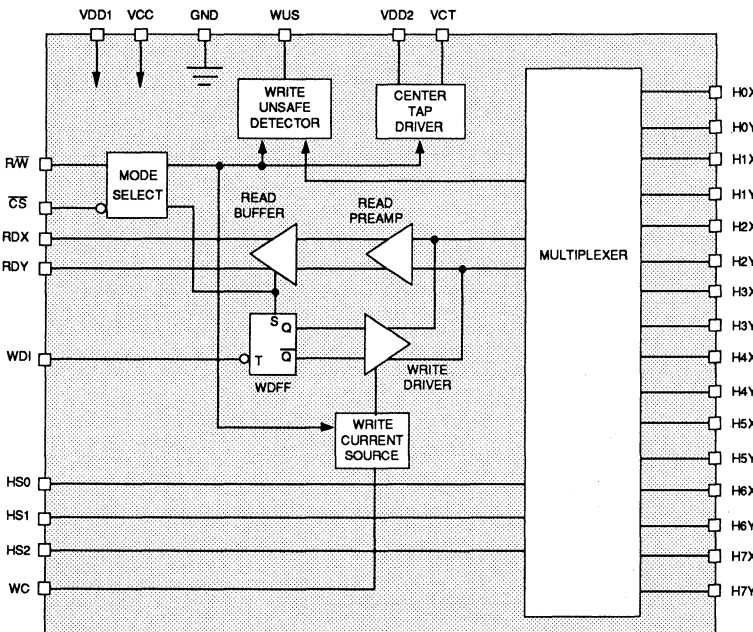 VDD1 VCC GND WUS VDD2 VCT
WRITE
UNSAFE
DETECTOR
CENTER
TAP
DRIVER
R/W̅
C̅S̅
RDX
RDY
WDI
HS0
HS1
HS2
WC
MODE
SELECT
READ
BUFFER
READ
PREAMP
S
Q
T
Q̅
WDFF
WRITE
DRIVER
WRITE
CURRENT
SOURCE
MULTIPLEXER
H0X
H0Y
H1X
H1Y
H2X
H2Y
H3X
H3Y
H4X
H4Y
H5X
H5Y
H6X
H6Y
H7X
H7Y